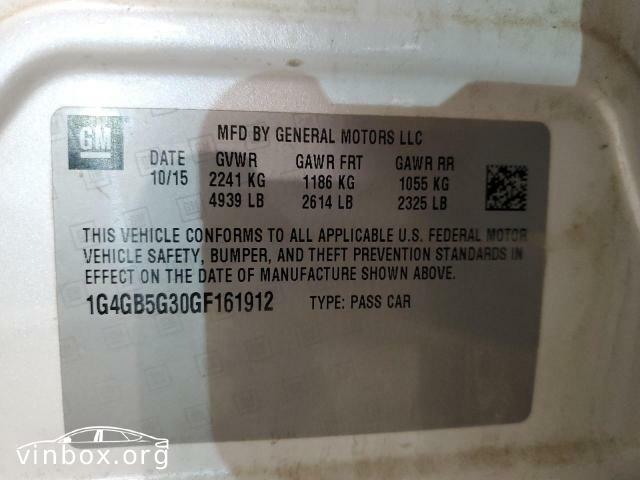 GM
MFD BY GENERAL MOTORS LLC
DATE GVWR GAWR FRT GAWR RR
10/15 2241 KG 1186 KG 1055 KG
4939 LB 2614 LB 2325 LB
THIS VEHICLE CONFORMS TO ALL APPLICABLE U.S. FEDERAL MOTOR
VEHICLE SAFETY, BUMPER, AND THEFT PREVENTION STANDARDS IN
EFFECT ON THE DATE OF MANUFACTURE SHOWN ABOVE.
1G4GB5G30GF161912 TYPE: PASS CAR
vinbox.org